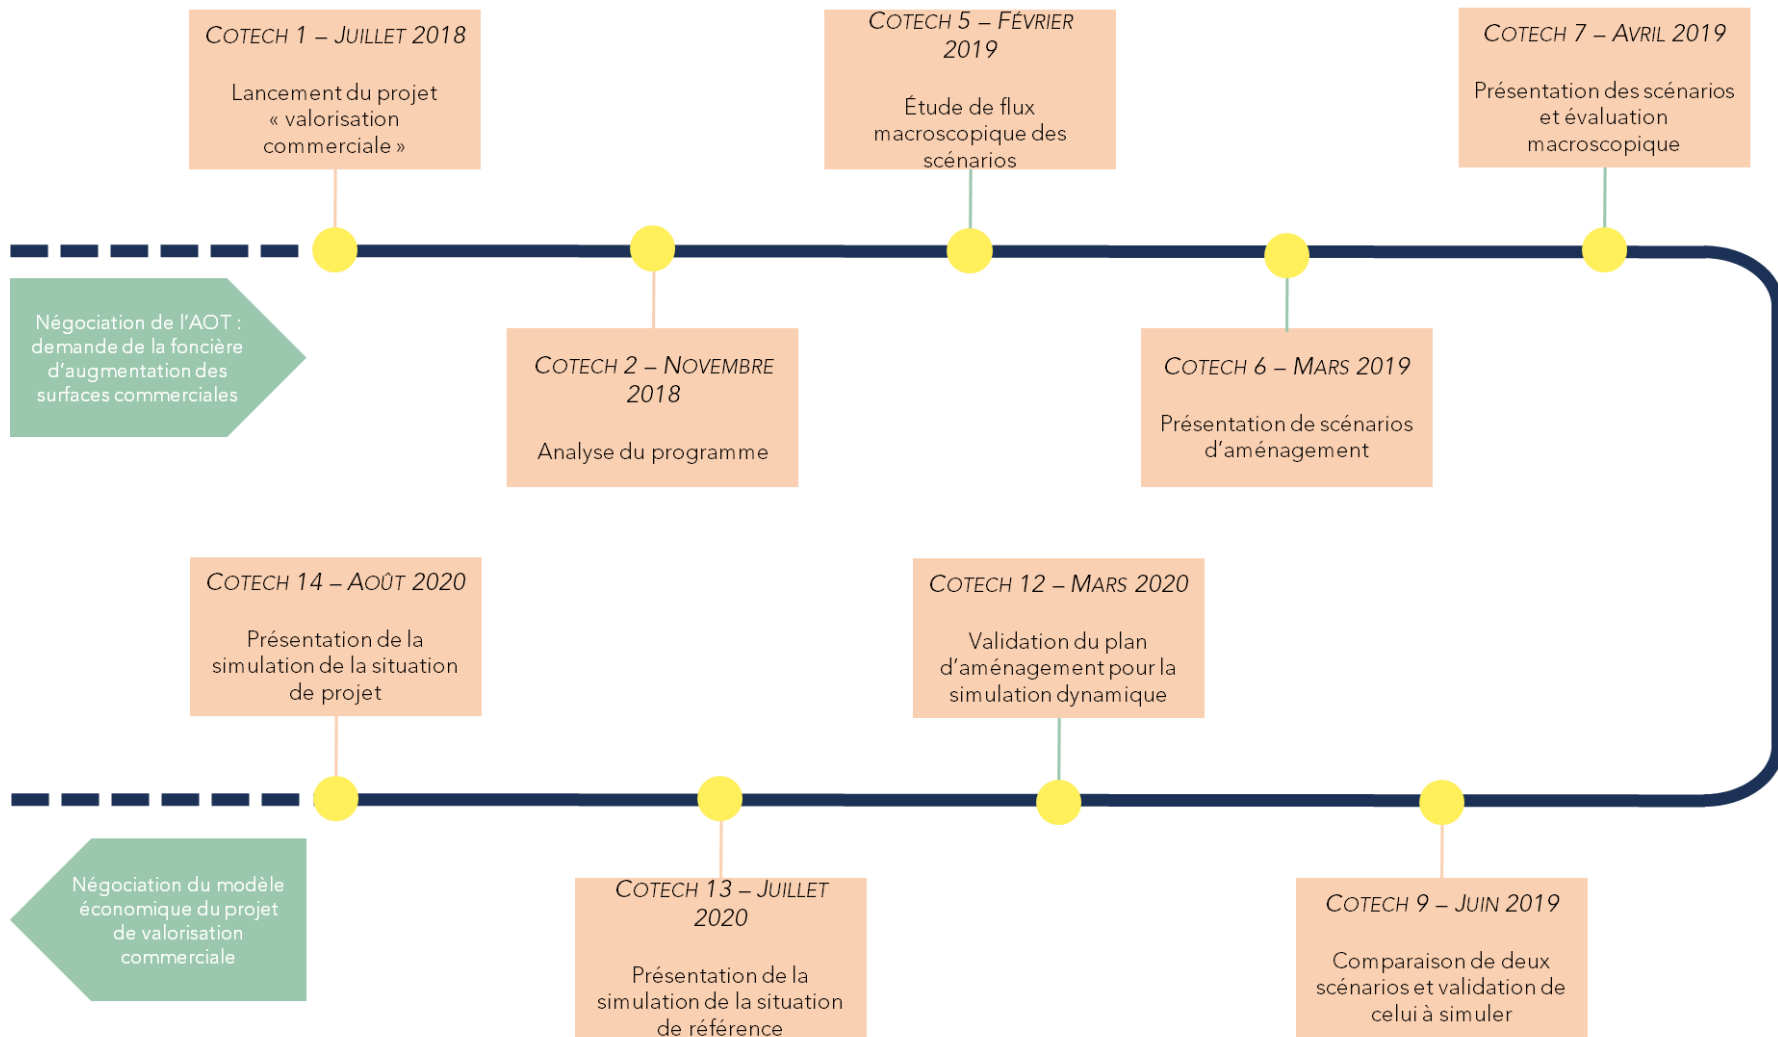 COTECH 1 – JUILLET 2018
Lancement du projet
« valorisation
commerciale »
COTECH 5 – FÉVRIER
2019
Étude de flux
macroscopique des
scénarios
COTECH 7 – AVRIL 2019
Présentation des scénarios
et évaluation
macroscopique
Négociation de l'AOT :
demande de la foncière
d'augmentation des
surfaces commerciales
COTECH 2 – NOVEMBRE
2018
Analyse du programme
COTECH 6 – MARS 2019
Présentation de scénarios
d'aménagement
COTECH 14 – AOÛT 2020
Présentation de la
simulation de la situation
de projet
COTECH 12 – MARS 2020
Validation du plan
d'aménagement pour la
simulation dynamique
Négociation du modèle
économique du projet
de valorisation
commerciale
COTECH 13 – JUILLET
2020
Présentation de la
simulation de la situation
de référence
COTECH 9 – JUIN 2019
Comparaison de deux
scénarios et validation de
celui à simuler